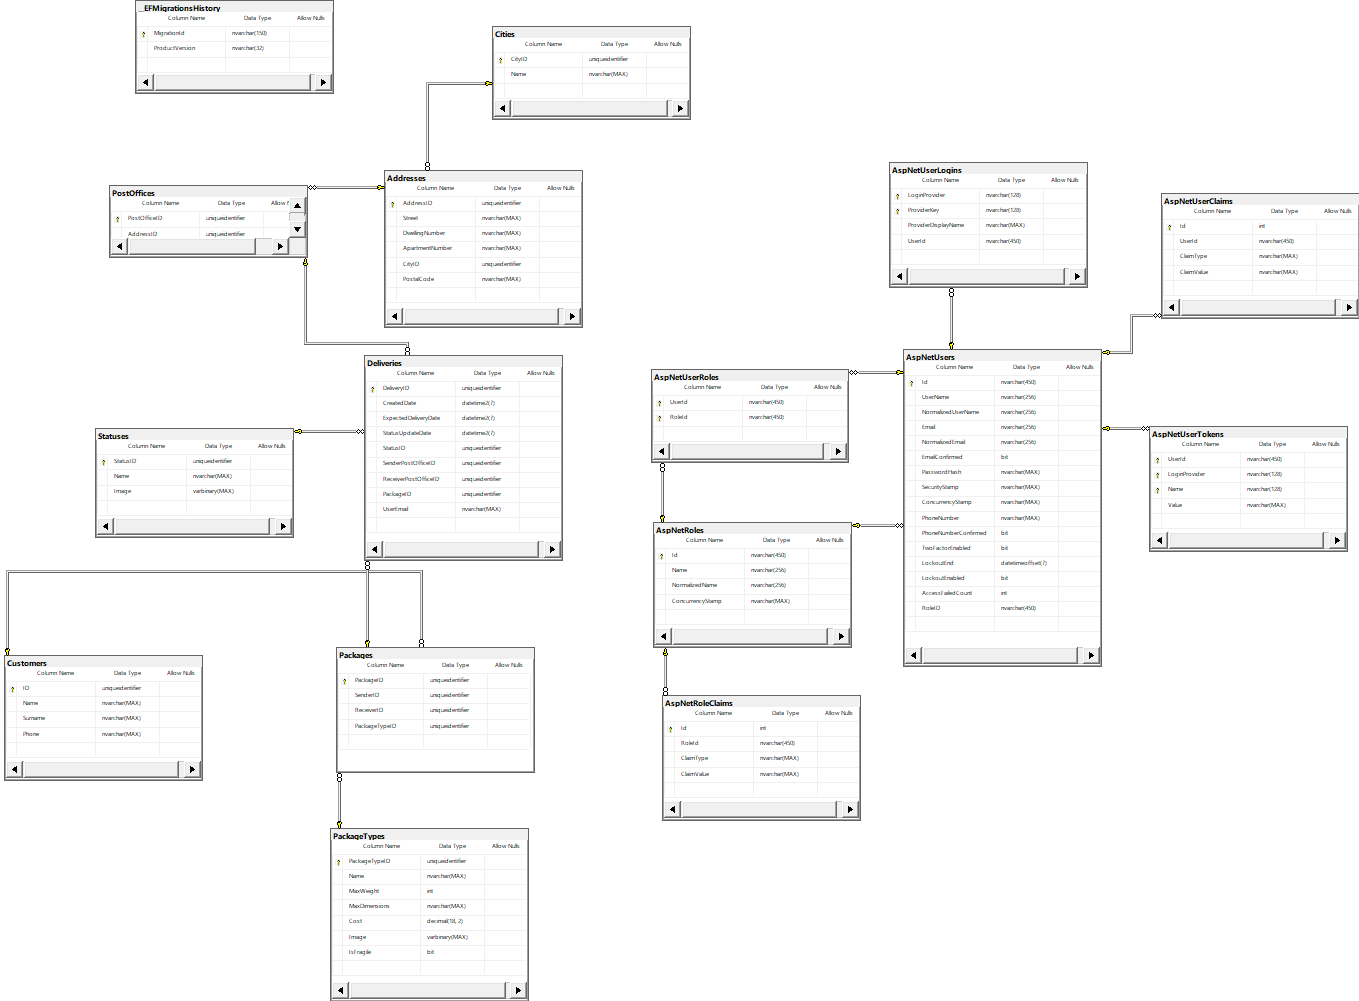 __EFMigrationsHistory
Column Name Data Type Allow Nulls
MigrationId nvarchar(150)
ProductVersion nvarchar(32)
Cities
Column Name Data Type Allow Nulls
CityID uniqueidentifier
Name nvarchar(MAX)
PostOffices
Column Name Data Type Allow N
PostOfficeID uniqueidentifier
AddressID uniqueidentifier
Addresses
Column Name Data Type Allow Nulls
AddressID uniqueidentifier
Street nvarchar(MAX)
DwellingNumber nvarchar(MAX)
ApartmentNumber nvarchar(MAX)
CityID uniqueidentifier
PostalCode nvarchar(MAX)
AspNetUserLogins
Column Name Data Type Allow Nulls
LoginProvider nvarchar(128)
ProviderKey nvarchar(128)
ProviderDisplayName nvarchar(MAX)
UserId nvarchar(450)
AspNetUserClaims
Column Name Data Type Allow Nulls
Id int
UserId nvarchar(450)
ClaimType nvarchar(MAX)
ClaimValue nvarchar(MAX)
Deliveries
Column Name Data Type Allow Nulls
DeliveryID uniqueidentifier
CreatedDate datetime2(7)
ExpectedDeliveryDate datetime2(7)
StatusUpdateDate datetime2(7)
StatusID uniqueidentifier
SenderPostOfficeID uniqueidentifier
ReceiverPostOfficeID uniqueidentifier
PackageID uniqueidentifier
UserEmail nvarchar(MAX)
Statuses
Column Name Data Type Allow Nulls
StatusID uniqueidentifier
Name nvarchar(MAX)
Image varbinary(MAX)
AspNetUserRoles
Column Name Data Type Allow Nulls
UserId nvarchar(450)
RoleId nvarchar(450)
AspNetUsers
Column Name Data Type Allow Nulls
Id nvarchar(450)
UserName nvarchar(256)
NormalizedUserName nvarchar(256)
Email nvarchar(256)
NormalizedEmail nvarchar(256)
EmailConfirmed bit
PasswordHash nvarchar(MAX)
SecurityStamp nvarchar(MAX)
ConcurrencyStamp nvarchar(MAX)
PhoneNumber nvarchar(MAX)
PhoneNumberConfirmed bit
TwoFactorEnabled bit
LockoutEnd datetimeoffset(7)
LockoutEnabled bit
AccessFailedCount int
RoleID nvarchar(450)
AspNetUserTokens
Column Name Data Type Allow Nulls
UserId nvarchar(450)
LoginProvider nvarchar(128)
Name nvarchar(128)
Value nvarchar(MAX)
AspNetRoles
Column Name Data Type Allow Nulls
Id nvarchar(450)
Name nvarchar(256)
NormalizedName nvarchar(256)
ConcurrencyStamp nvarchar(MAX)
Customers
Column Name Data Type Allow Nulls
ID uniqueidentifier
Name nvarchar(MAX)
Surname nvarchar(MAX)
Phone nvarchar(MAX)
Packages
Column Name Data Type Allow Nulls
PackageID uniqueidentifier
SenderID uniqueidentifier
ReceiverID uniqueidentifier
PackageTypeID uniqueidentifier
AspNetRoleClaims
Column Name Data Type Allow Nulls
Id int
RoleId nvarchar(450)
ClaimType nvarchar(MAX)
ClaimValue nvarchar(MAX)
PackageTypes
Column Name Data Type Allow Nulls
PackageTypeID uniqueidentifier
Name nvarchar(MAX)
MaxWeight int
MaxDimensions nvarchar(MAX)
Cost decimal(18, 2)
Image varbinary(MAX)
IsFragile bit